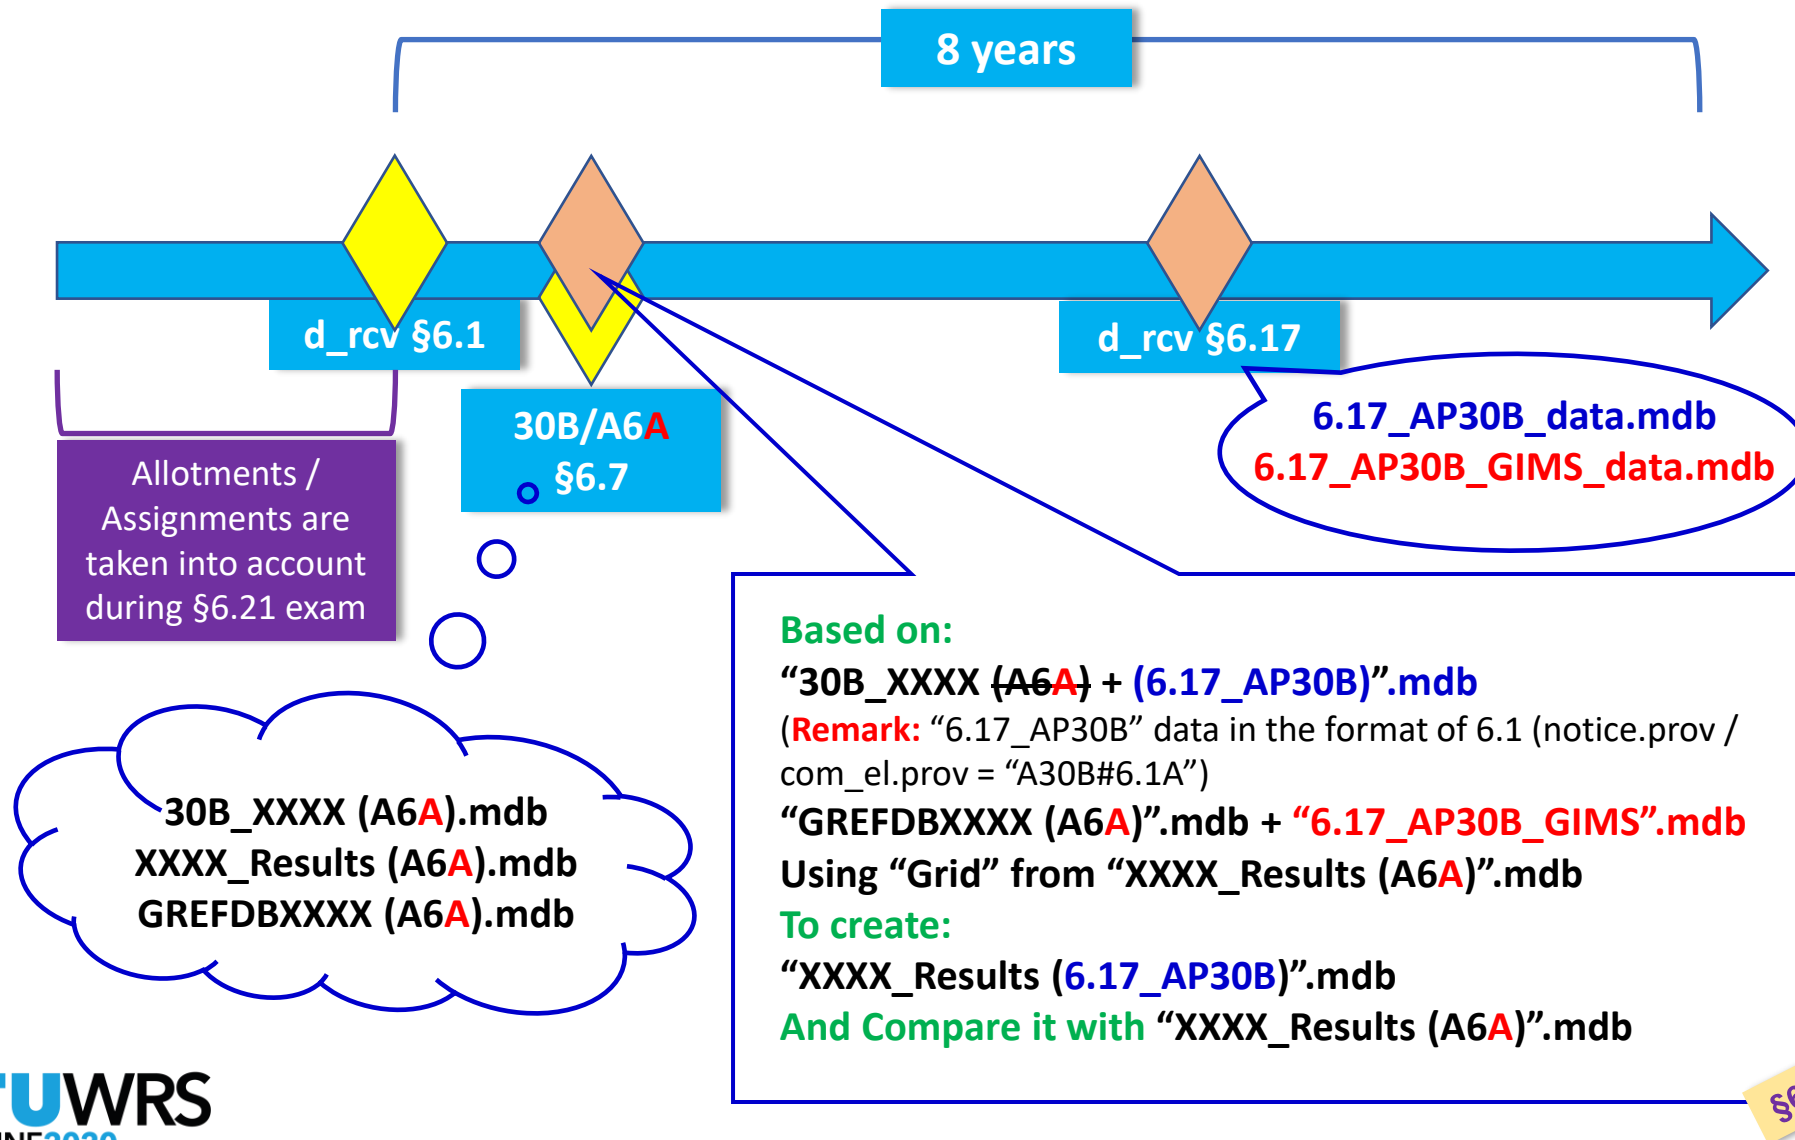 8 years
d_rcv §6.1
d_rcv §6.17
30B/A6A
§6.7
6.17_AP30B_data.mdb
6.17_AP30B_GIMS_data.mdb
Allotments /
Assignments are
taken into account
during §6.21 exam
Based on:
“30B_XXXX (A6A) + (6.17_AP30B)”.mdb
(Remark: “6.17_AP30B” data in the format of 6.1 (notice.prov /
com_el.prov = “A30B#6.1A”)
“GREFDBXXXX (A6A)”.mdb + “6.17_AP30B_GIMS”.mdb
Using “Grid” from “XXXX_Results (A6A)”.mdb
To create:
“XXXX_Results (6.17_AP30B)”.mdb
And Compare it with “XXXX_Results (A6A)”.mdb
30B_XXXX (A6A).mdb
XXXX_Results (A6A).mdb
GREFDBXXXX (A6A).mdb
UWRS